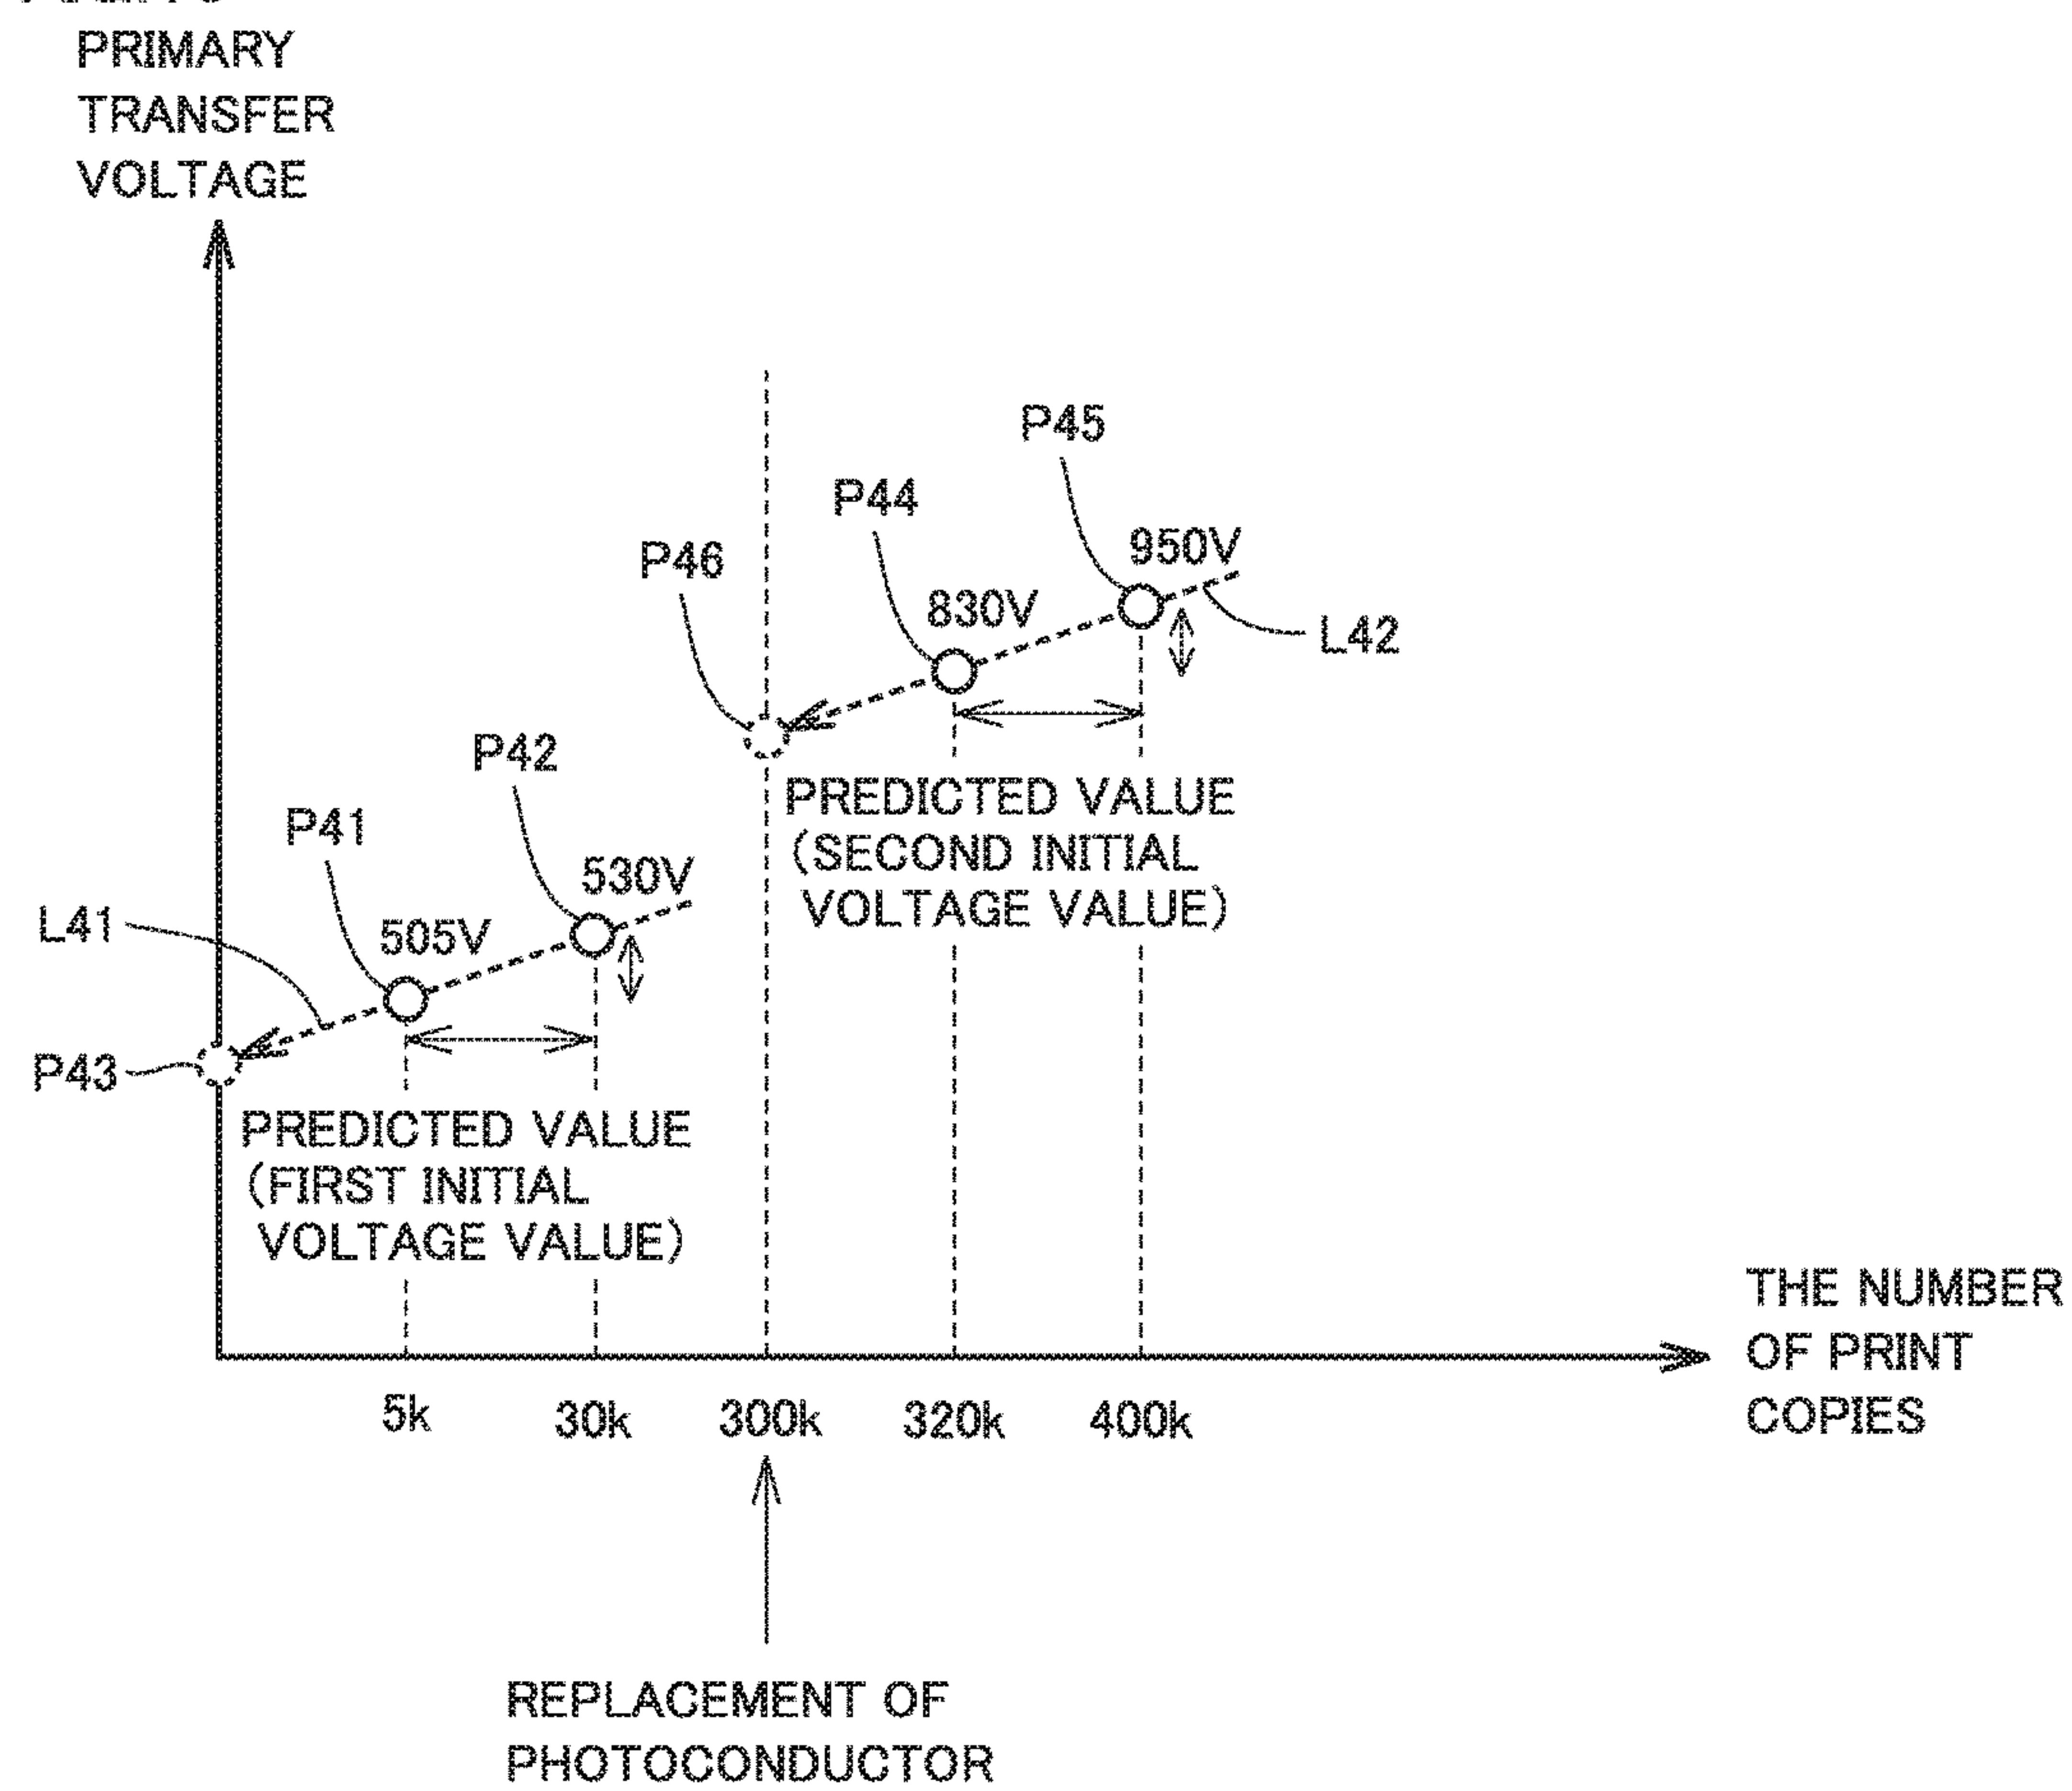 PRIMARY
TRANSFER
VOLTAGE
P45
P44
950V
P46
830V
L42
P42
PREDICTED VALUE
(SECOND INITIAL
VOLTAGE VALUE)
P41
530V
L41
505V
P43
PREDICTED VALUE
(FIRST INITIAL
VOLTAGE VALUE)
THE NUMBER
OF PRINT
COPIES
5k
30k
300k
320k
400k
REPLACEMENT OF
PHOTOCONDUCTOR